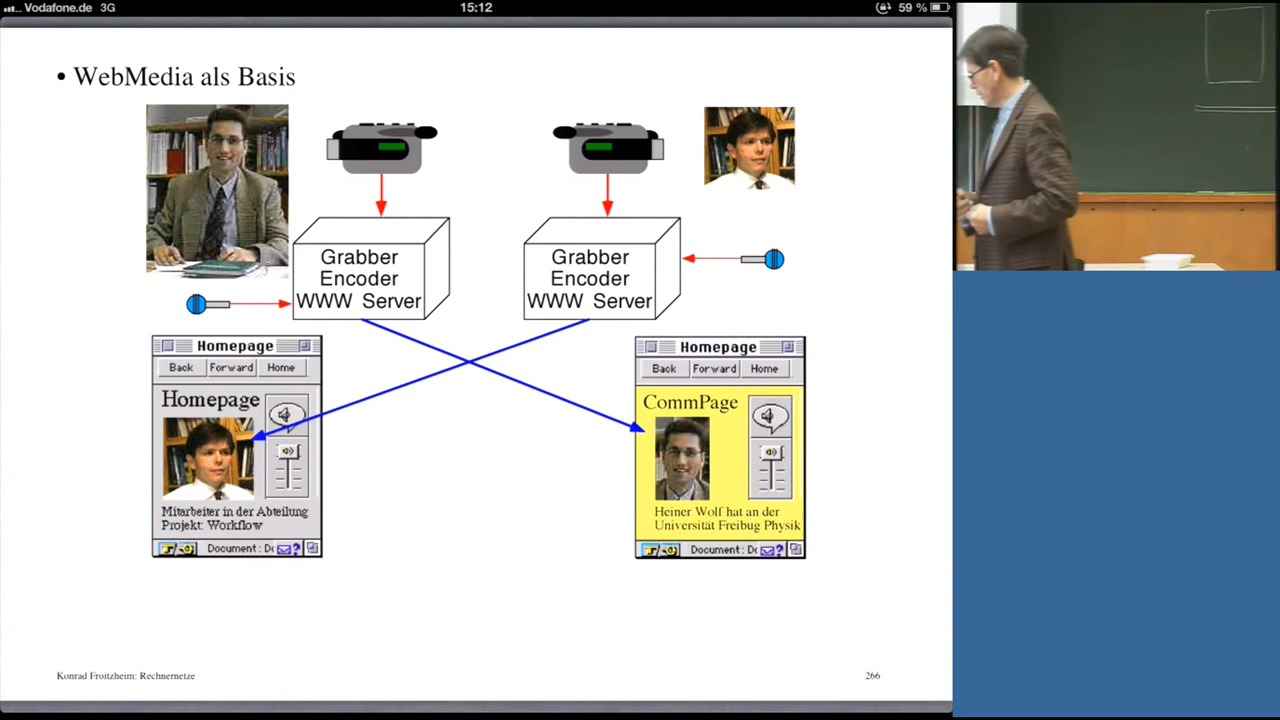 Vodafone.de 3G
15:12
59 %
• WebMedia als Basis
Grabber
Encoder
WWW Server
Grabber
Encoder
WWW Server
Homepage
Back Forward Home
Homepage
Mitarbeiter in der Abteilung
Projekt: Workflow
Document: Do
?
Homepage
Back Forward Home
CommPage
Heiner Wolf hat an der
Universität Freibug Physik
Document: Do
?
Konrad Froitzheim: Rechnernetze
266